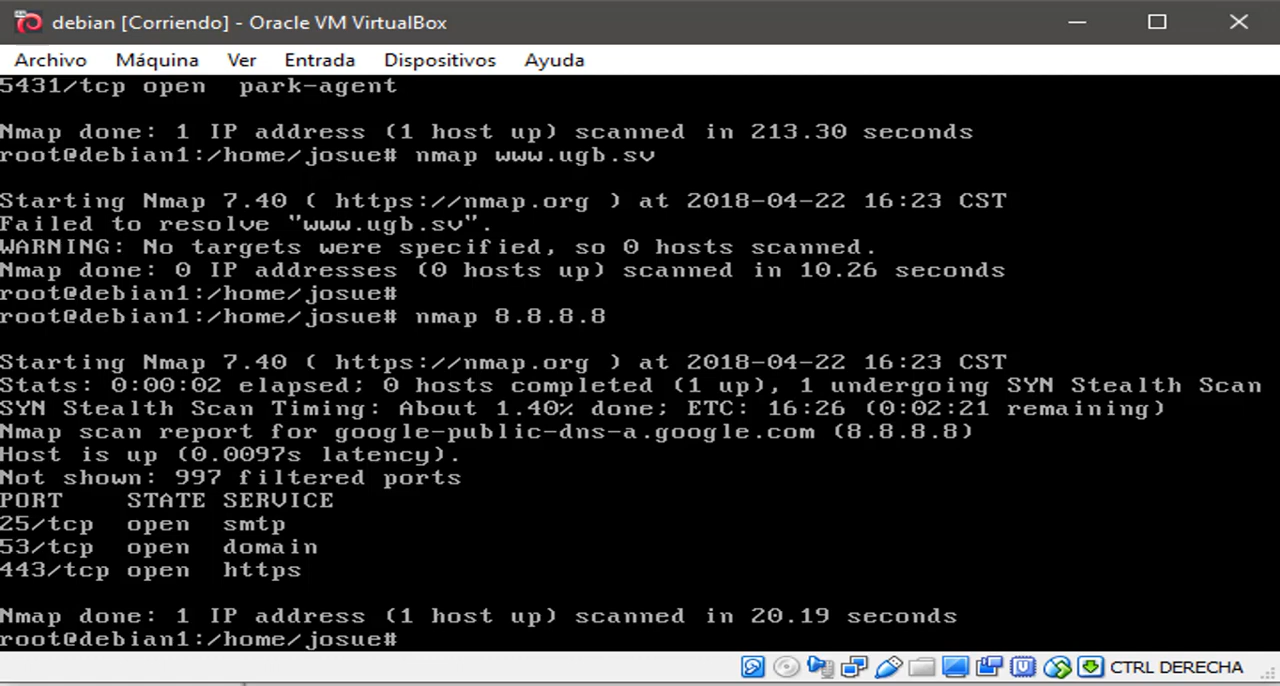 debian [Corriendo] - Oracle VM VirtualBox
Archivo Máquina Ver Entrada Dispositivos Ayuda
5431/tcp open  park-agent
Nmap done: 1 IP address (1 host up) scanned in 213.30 seconds
root@debian1:/home/josue# nmap www.ugb.sv
Starting Nmap 7.40 ( https://nmap.org ) at 2018-04-22 16:23 CST
Failed to resolve "www.ugb.sv".
WARNING: No targets were specified, so 0 hosts scanned.
Nmap done: 0 IP addresses (0 hosts up) scanned in 10.26 seconds
root@debian1:/home/josue#
root@debian1:/home/josue# nmap 8.8.8.8
Starting Nmap 7.40 ( https://nmap.org ) at 2018-04-22 16:23 CST
Stats: 0:00:02 elapsed; 0 hosts completed (1 up), 1 undergoing SYN Stealth Scan
SYN Stealth Scan Timing: About 1.40% done; ETC: 16:26 (0:02:21 remaining)
Nmap scan report for google-public-dns-a.google.com (8.8.8.8)
Host is up (0.0097s latency).
Not shown: 997 filtered ports
PORT    STATE SERVICE
25/tcp  open  smtp
53/tcp  open  domain
443/tcp open  https
Nmap done: 1 IP address (1 host up) scanned in 20.19 seconds
root@debian1:/home/josue#
CTRL DERECHA